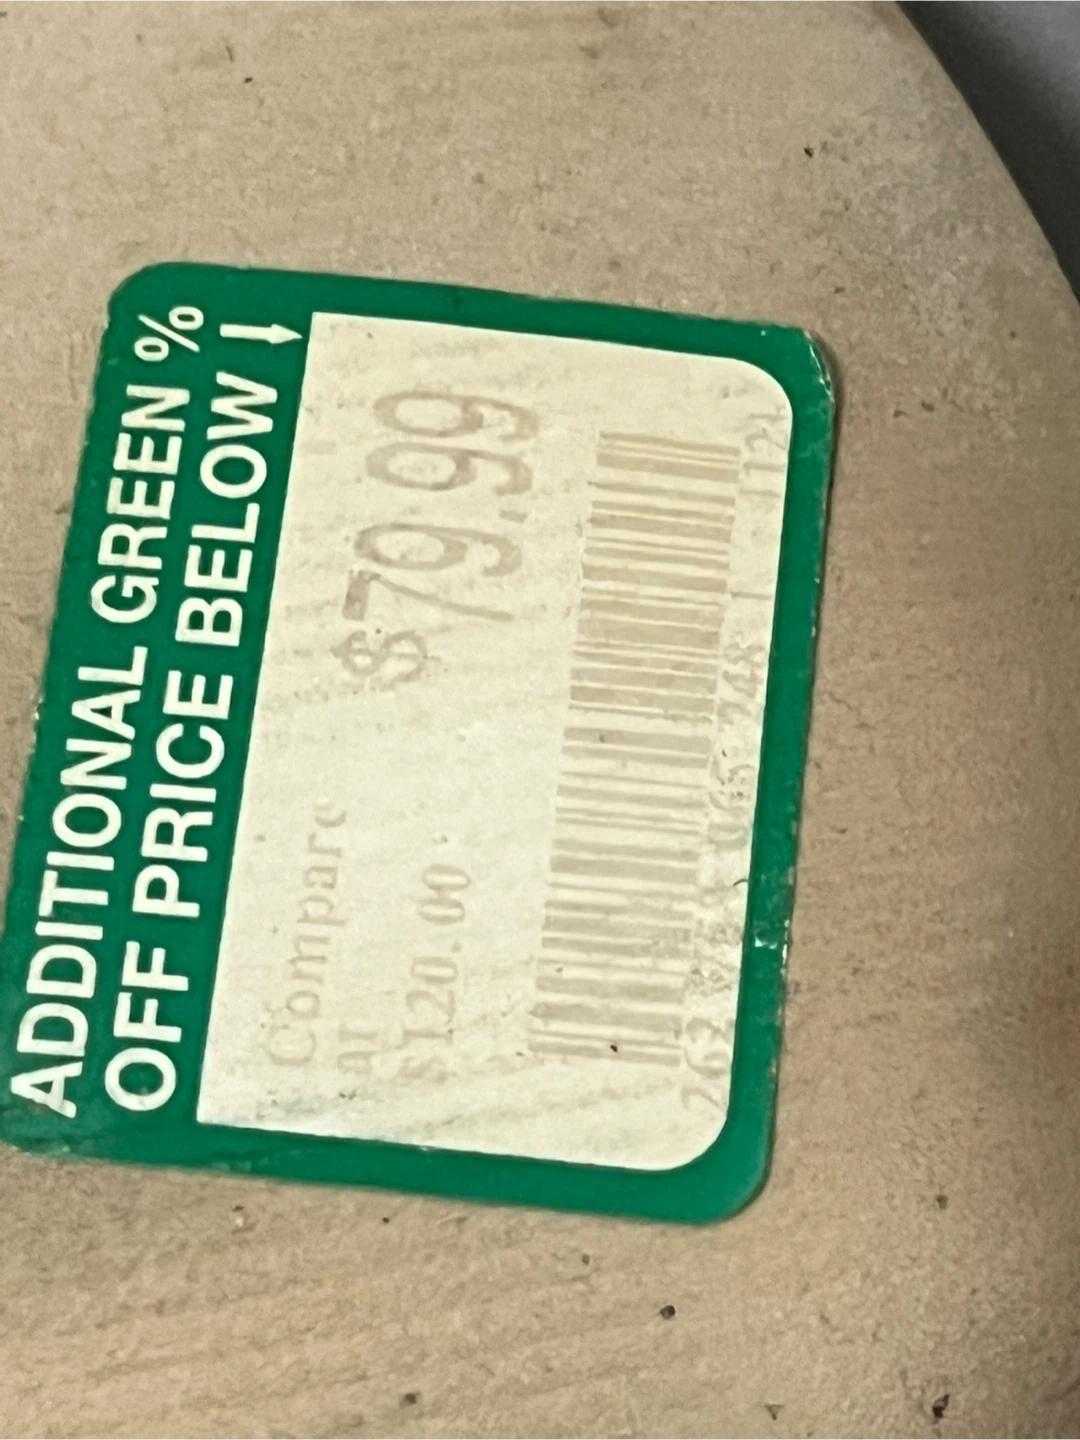 ADDITIONAL GREEN %
OFF PRICE BELOW ↓
$79.99
Compare
at
$120.00